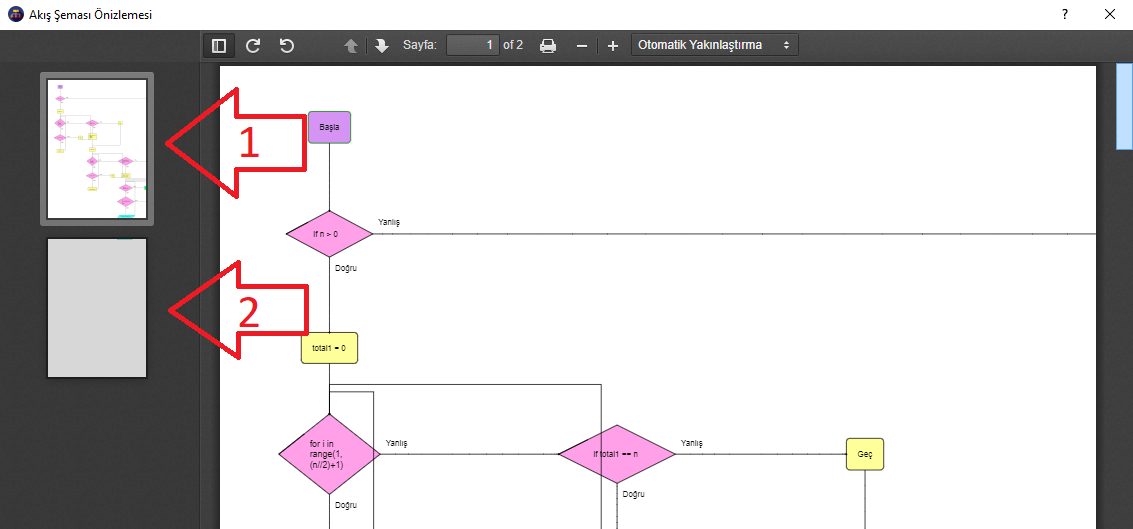 Akış Şeması Önizlemesi
?
Sayfa: 1 of 2
Otomatik Yakınlaştırma
1
2
Başla
if n > 0
Yanlış
Doğru
total1 = 0
for i in
range(1,
(n//2)+1)
Yanlış
Doğru
if total1 == n
Yanlış
Doğru
Geç